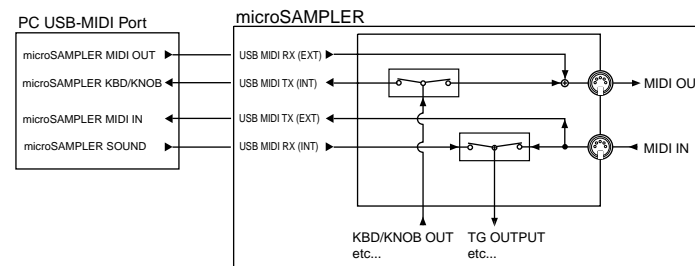 PC USB-MIDI Port
microSAMPLER
microSAMPLER MIDI OUT
USB MIDI RX (EXT)
microSAMPLER KBD/KNOB
USB MIDI TX (INT)
MIDI OU
microSAMPLER MIDI IN
USB MIDI TX (EXT)
microSAMPLER SOUND
USB MIDI RX (INT)
MIDI IN
KBD/KNOB OUT
etc...
TG OUTPUT
etc...